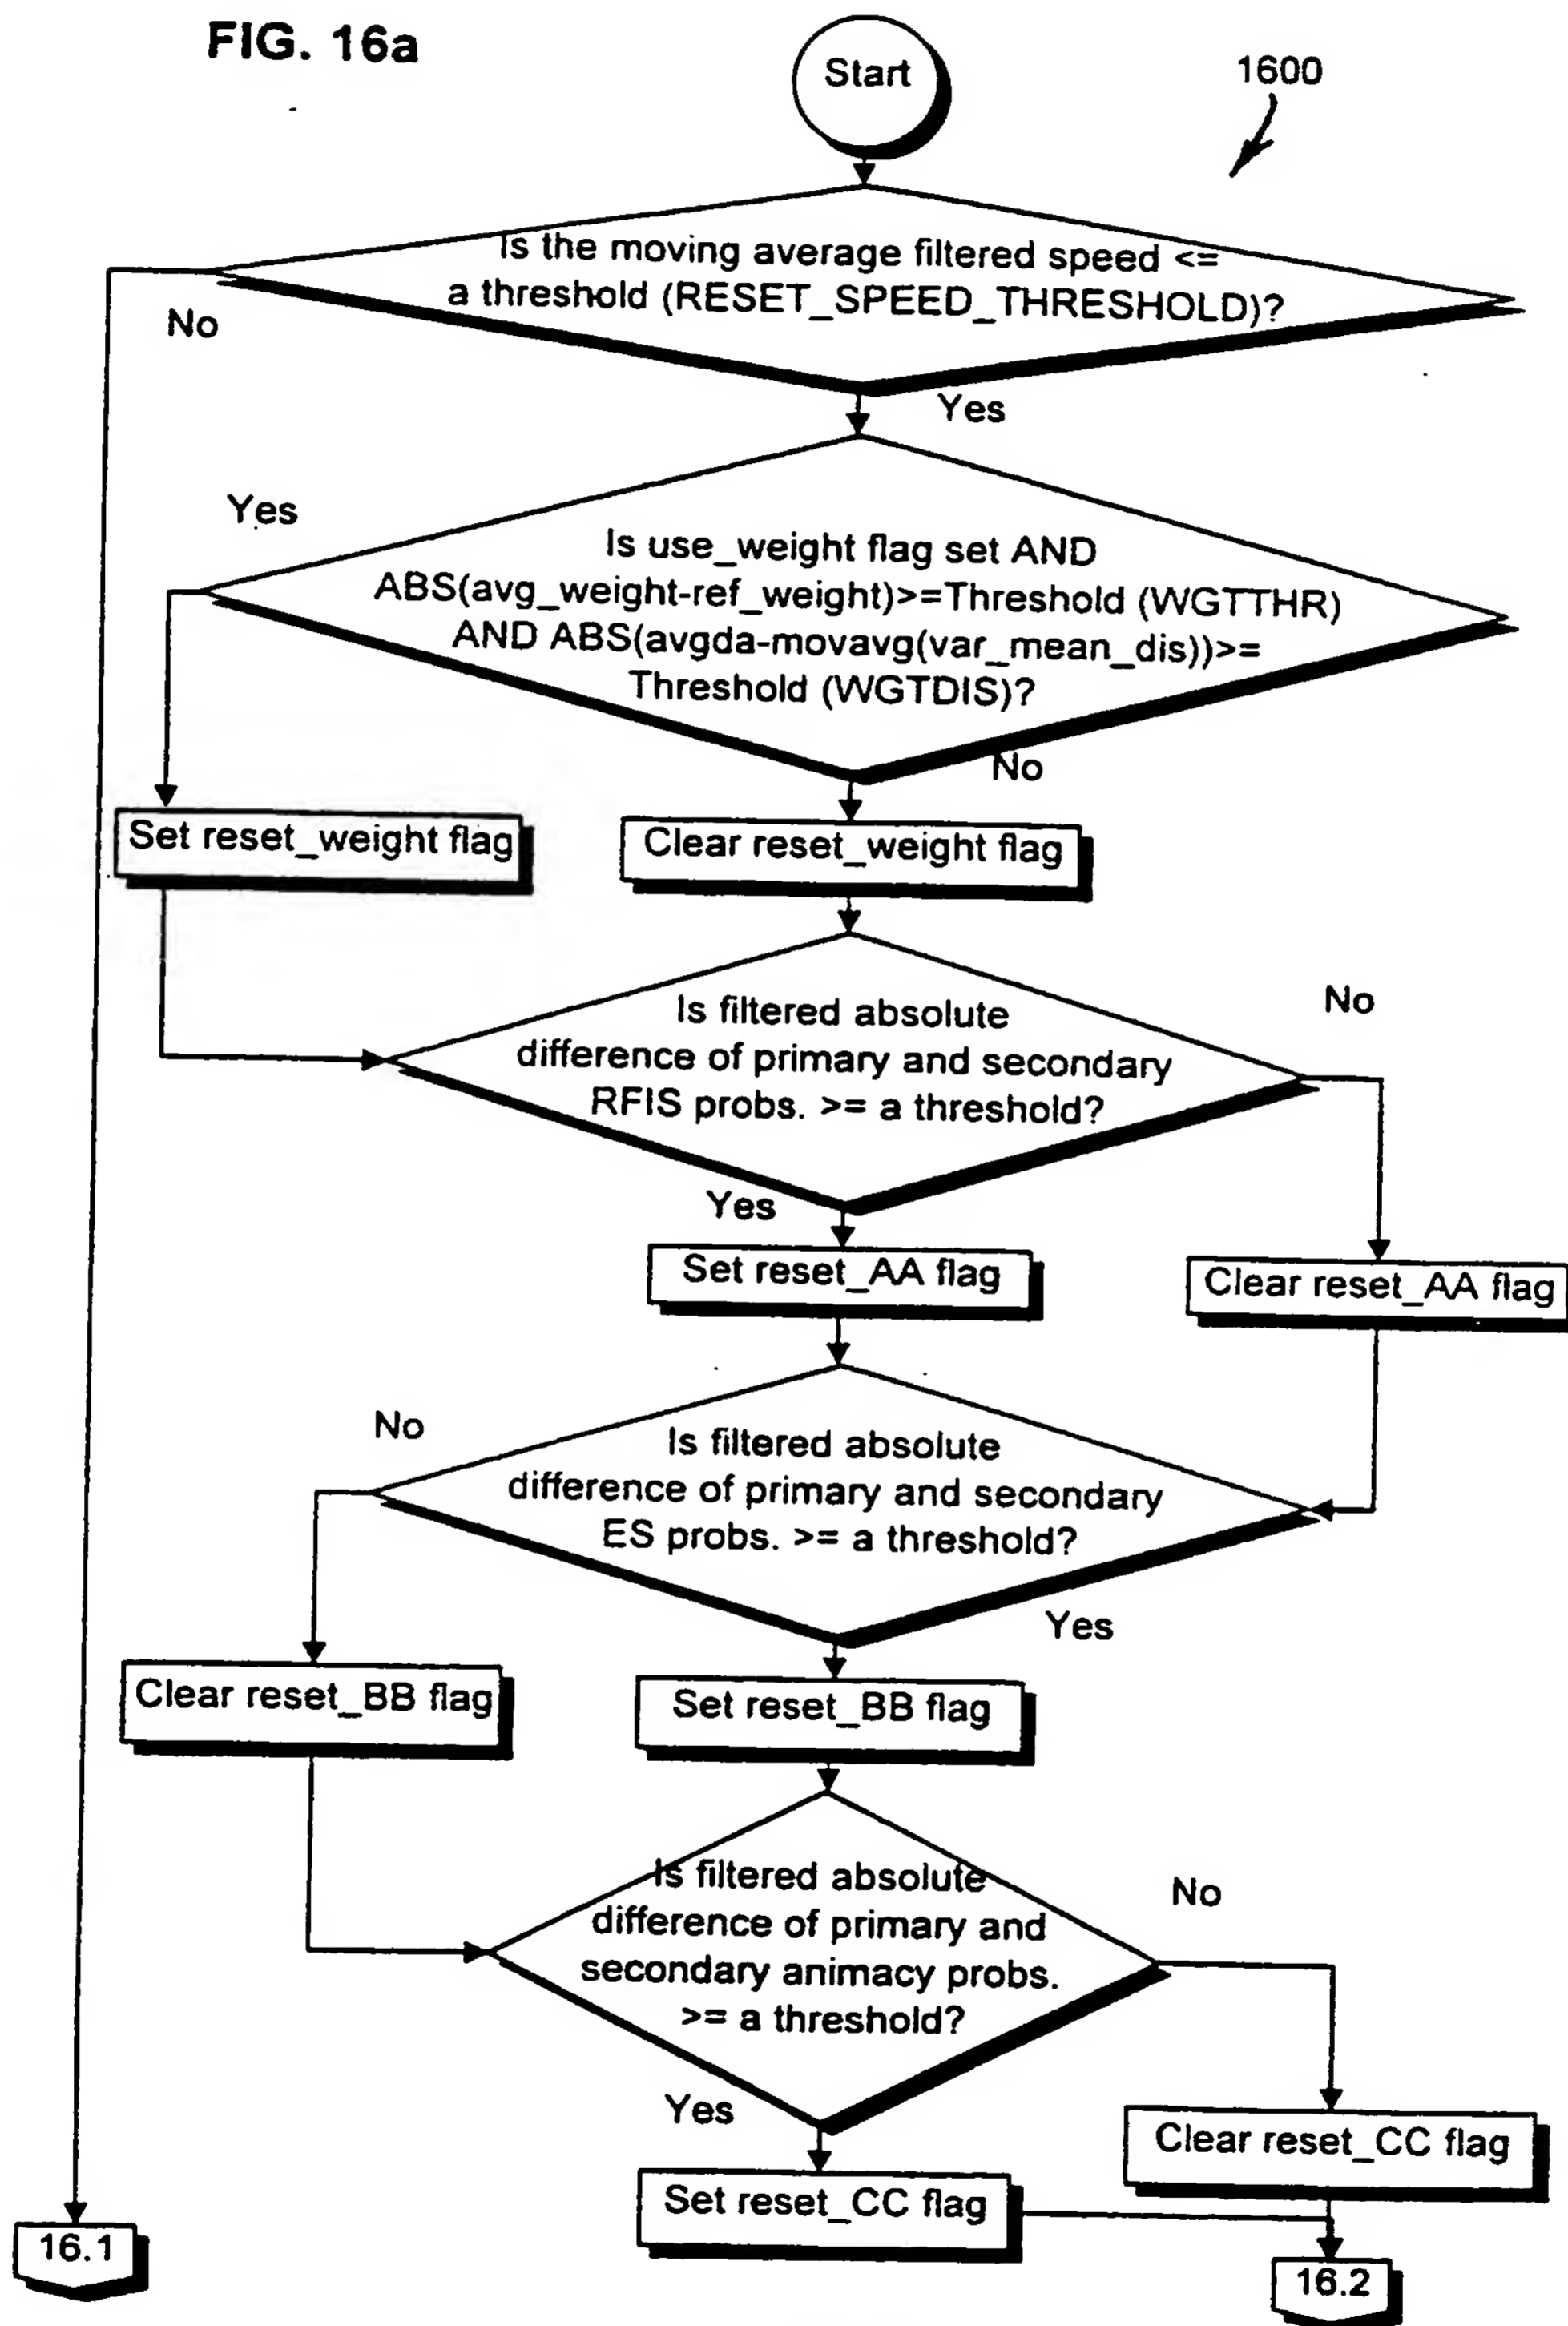 FIG. 16a
Start
1600
Is the moving average filtered speed <=
a threshold (RESET_SPEED_THRESHOLD)?
No
Yes
Yes
Is use_weight flag set AND
ABS(avg_weight-ref_weight)>=Threshold (WGTTHR)
AND ABS(avgda-movavg(var_mean_dis))>=
Threshold (WGTDIS)?
No
Set reset_weight flag
Clear reset_weight flag
Is filtered absolute
difference of primary and secondary
RFIS probs. >= a threshold?
No
Yes
Set reset_AA flag
Clear reset_AA flag
No
Is filtered absolute
difference of primary and secondary
ES probs. >= a threshold?
Yes
Clear reset_BB flag
Set reset_BB flag
Is filtered absolute
difference of primary and
secondary animacy probs.
>= a threshold?
No
Yes
Clear reset_CC flag
Set reset_CC flag
16.1
16.2